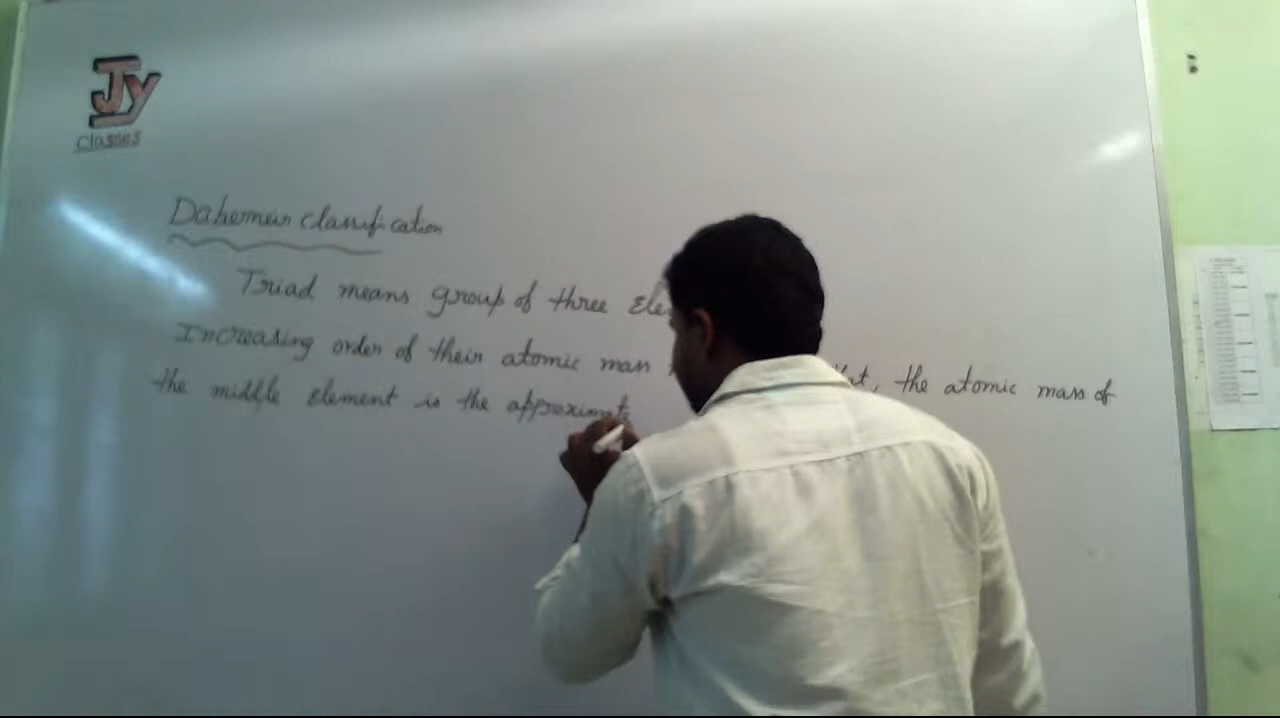 Jy
Classes
Dabemeir classification
Triad means group of three Ele
Increasing order of their atomic mass the atomic mass of
the middle element is the approximate